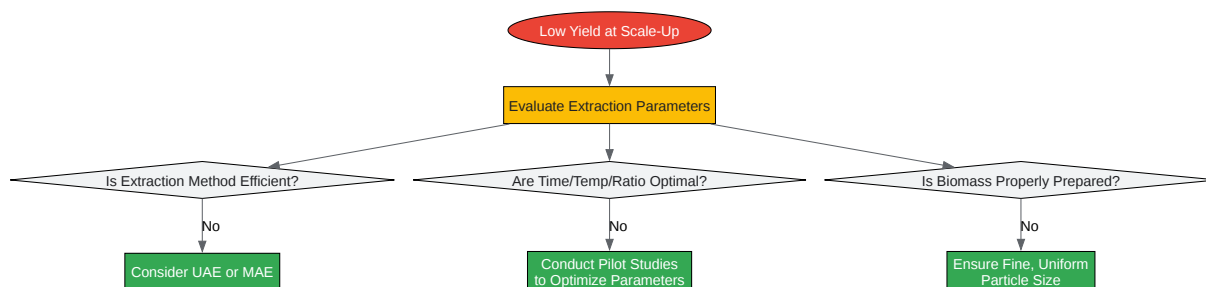 Low Yield at Scale-Up
Evaluate Extraction Parameters
Is Extraction Method Efficient?
Are Time/Temp/Ratio Optimal?
Is Biomass Properly Prepared?
No
No
No
Consider UAE or MAE
Conduct Pilot Studies
to Optimize Parameters
Ensure Fine, Uniform
Particle Size